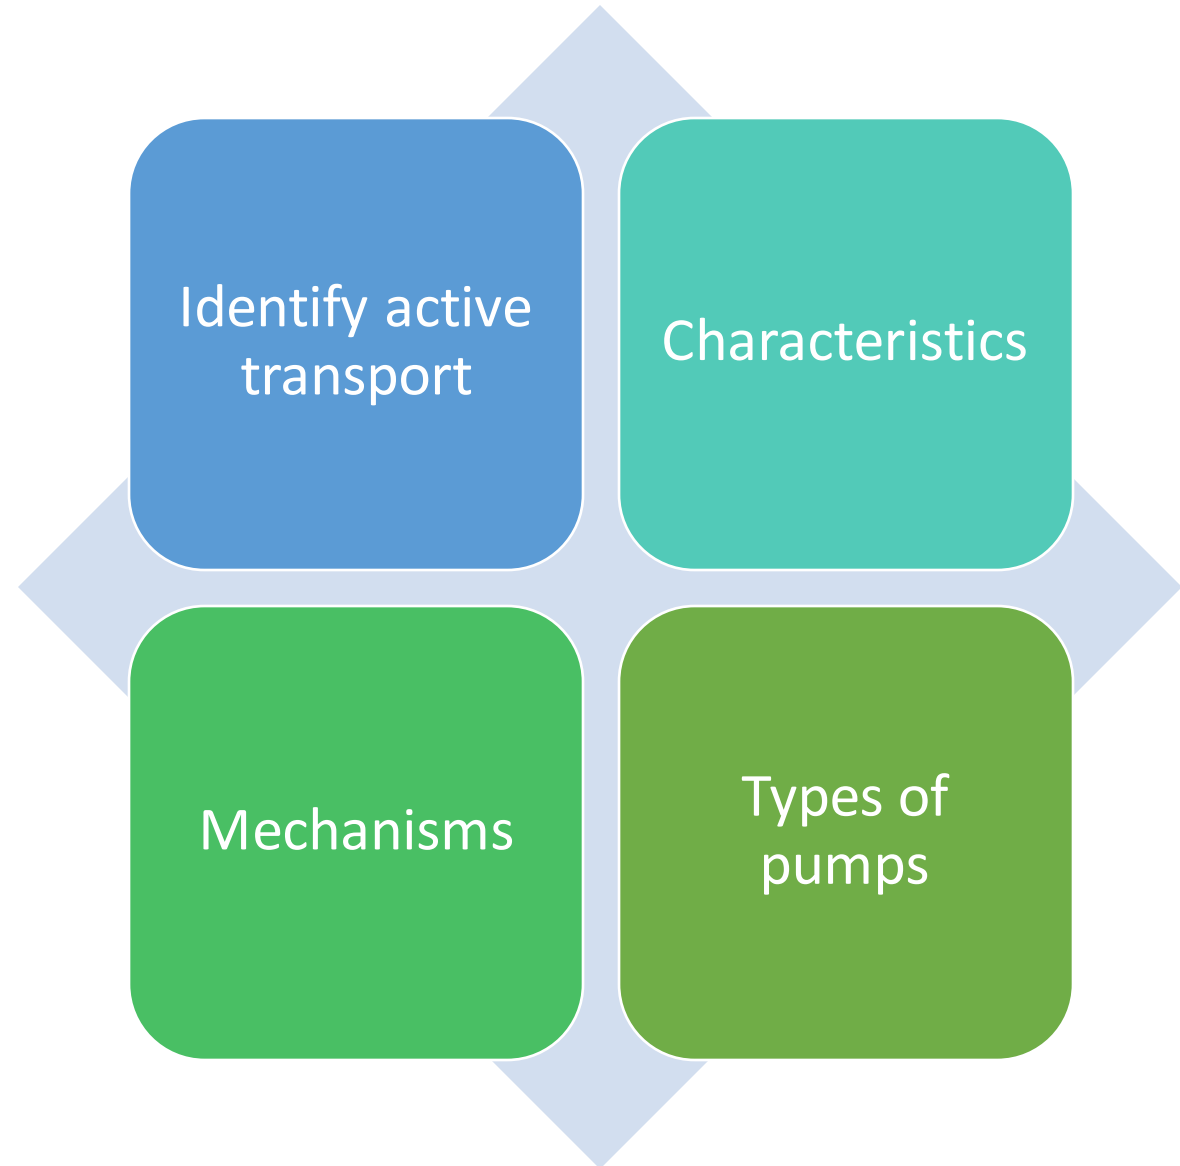 Identify active
transport
Characteristics
Mechanisms
Types of
pumps